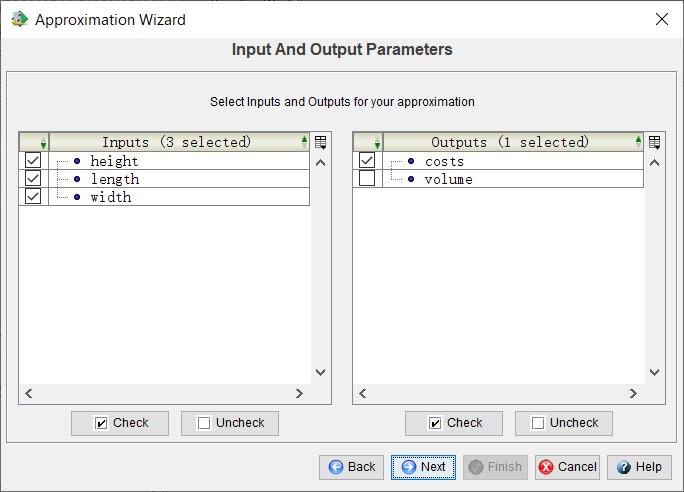 Approximation Wizard
Input And Output Parameters
Select Inputs and Outputs for your approximation
Inputs (3 selected)
height
length
width
Outputs (1 selected)
costs
volume
Check
Uncheck
Check
Uncheck
Back
Next
Finish
Cancel
Help